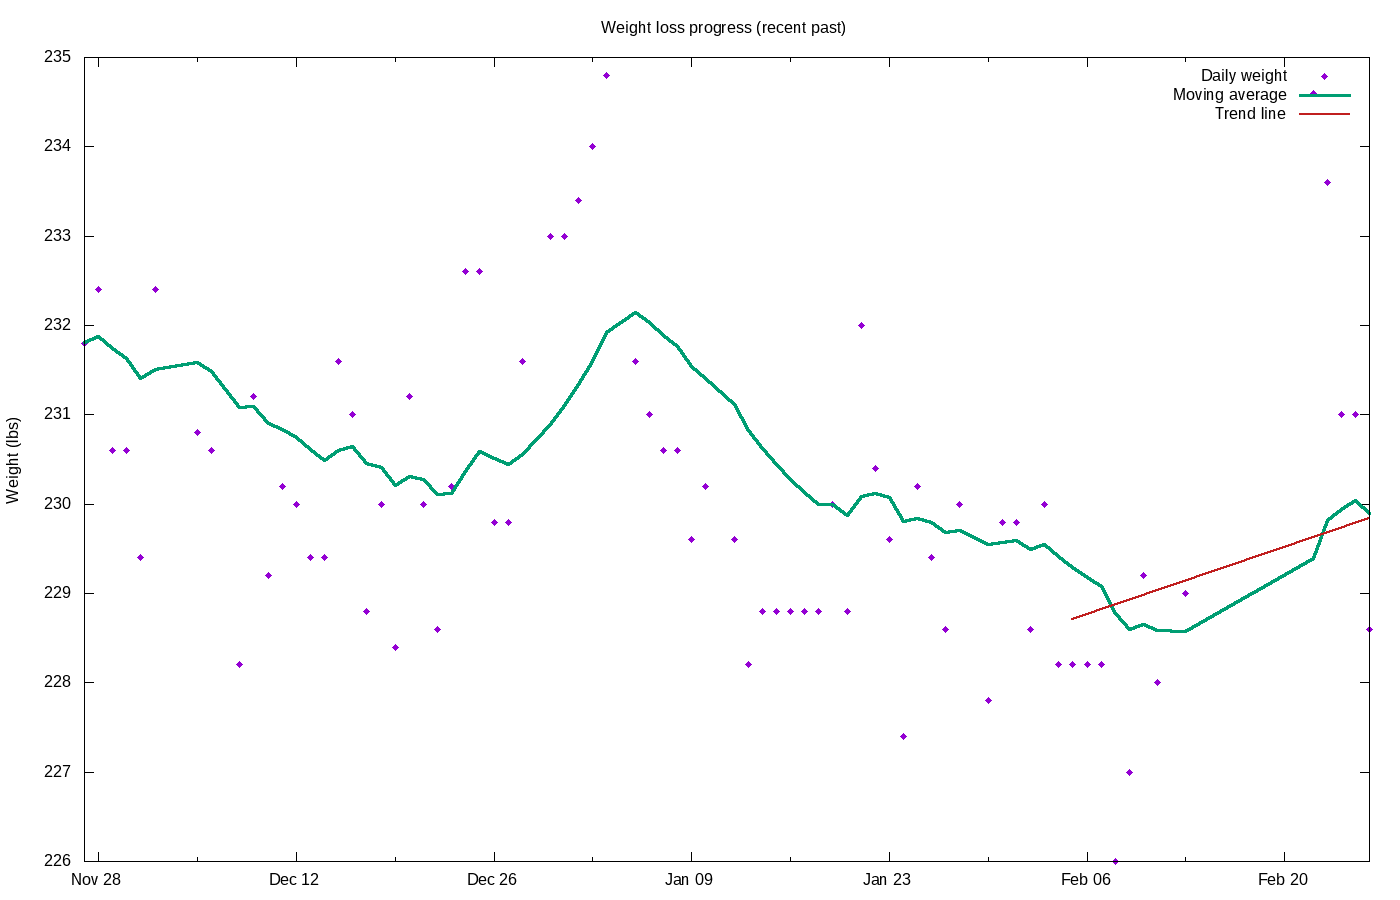 Weight loss progress (recent past)
235
234
233
232
231
230
229
228
227
226
Weight (lbs)
Daily weight
Moving average
Trend line
Nov 28 Dec 12 Dec 26 Jan 09 Jan 23 Feb 06 Feb 20